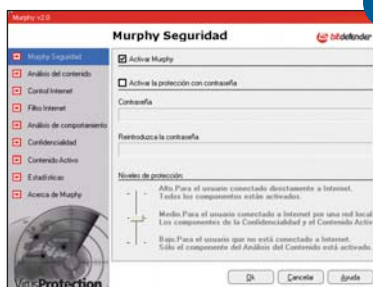 Murphy v2.0
Murphy Seguridad
bitdefender
Murphy Seguridad
Análisis del contenido
Control Internet
Filtro Internet
Análisis de comportamiento
Confidencialidad
Contenido Activo
Estadísticas
Acerca de Murphy
VirusProtection
Activar Murphy
Activar la protección con contraseña
Contraseña
Reintroduzca la contraseña
Niveles de protección:
Alto.Para el usuario conectado directamente a Internet.
Todos los componentes están activados.
Medio.Para el usuario conectado a Internet por una red local
Los componentes de la Confidencialidad y el Contenido Activ
Bajo.Para el usuario que no está conectado a Internet.
Sólo el componente del Análisis del Contenido está activado.
Ok
Cancelar
Ayuda